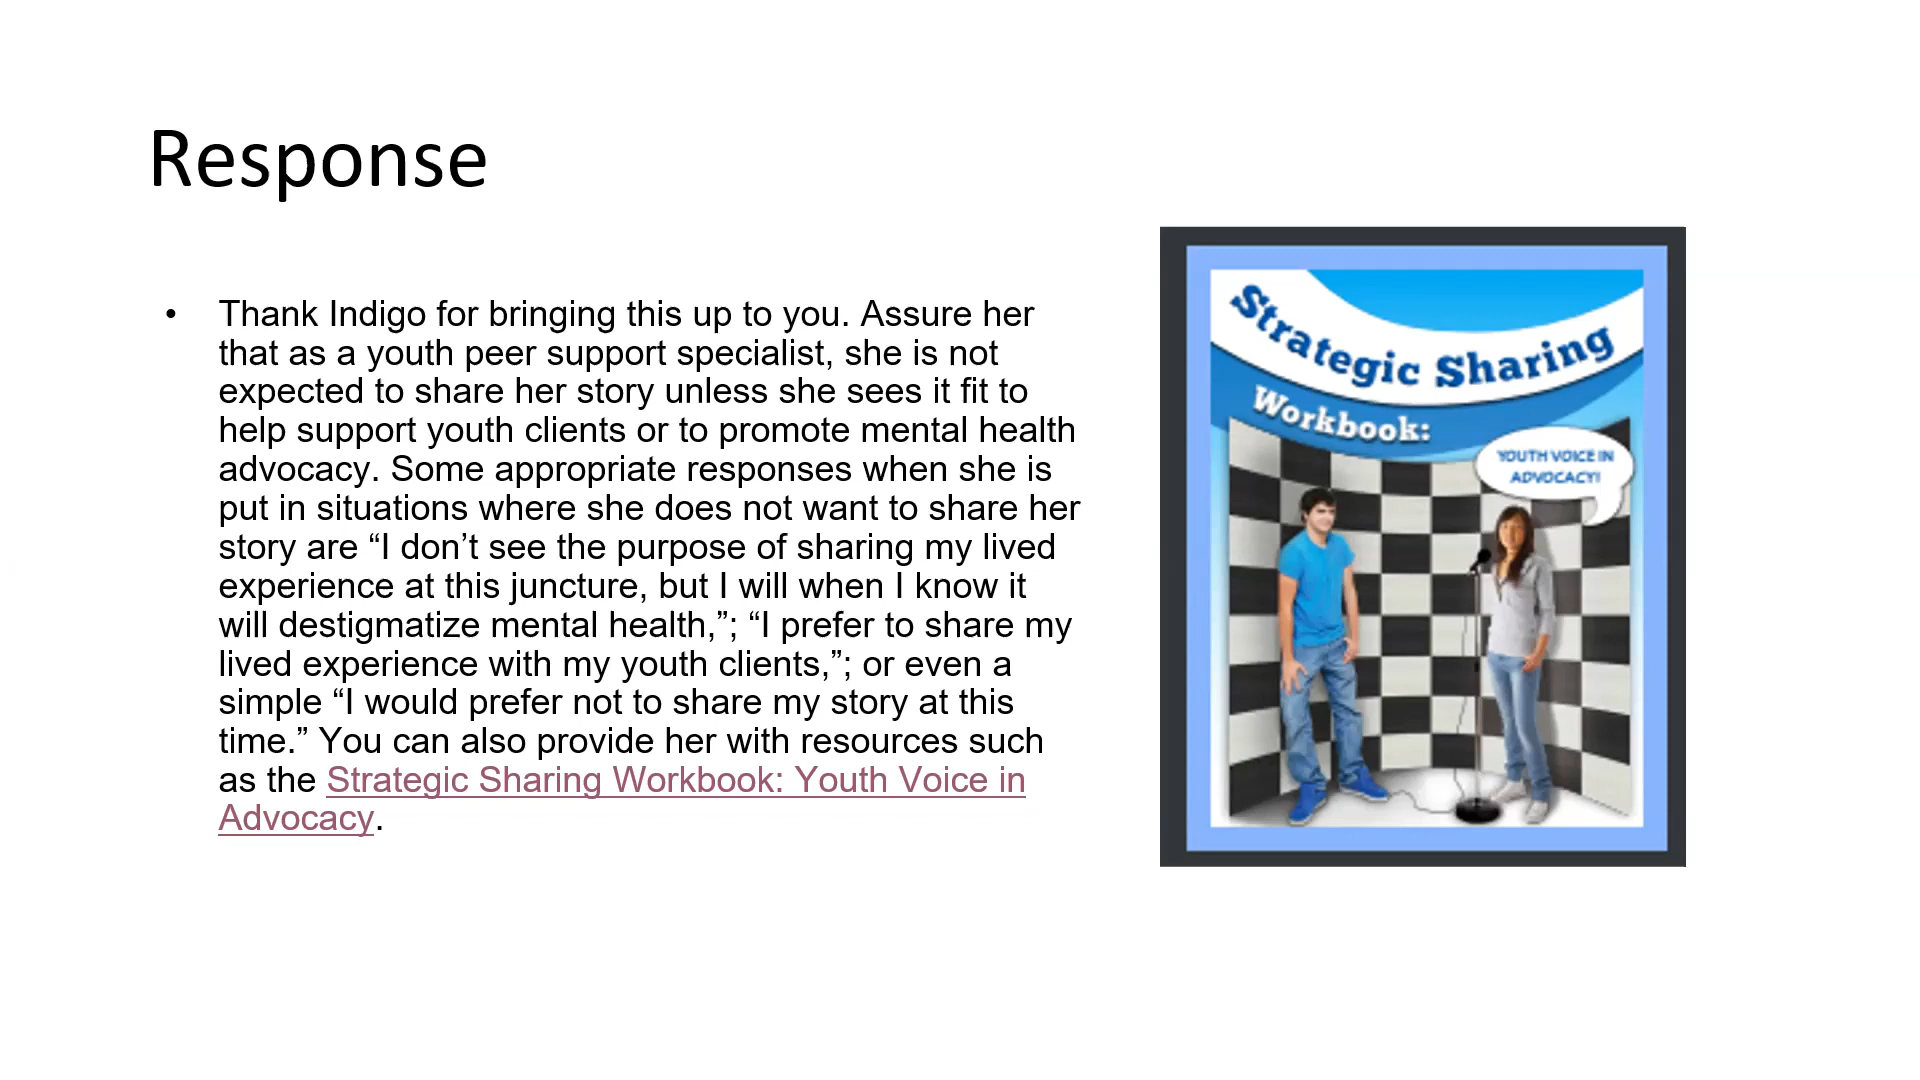 Response
• Thank Indigo for bringing this up to you. Assure her
that as a youth peer support specialist, she is not
expected to share her story unless she sees it fit to
help support youth clients or to promote mental health
advocacy. Some appropriate responses when she is
put in situations where she does not want to share her
story are “I don’t see the purpose of sharing my lived
experience at this juncture, but I will when I know it
will destigmatize mental health,”; “I prefer to share my
lived experience with my youth clients,”; or even a
simple “I would prefer not to share my story at this
time.” You can also provide her with resources such
as the Strategic Sharing Workbook: Youth Voice in
Advocacy.
Strategic Sharing
Workbook:
YOUTH VOICE IN
ADVOCACY!